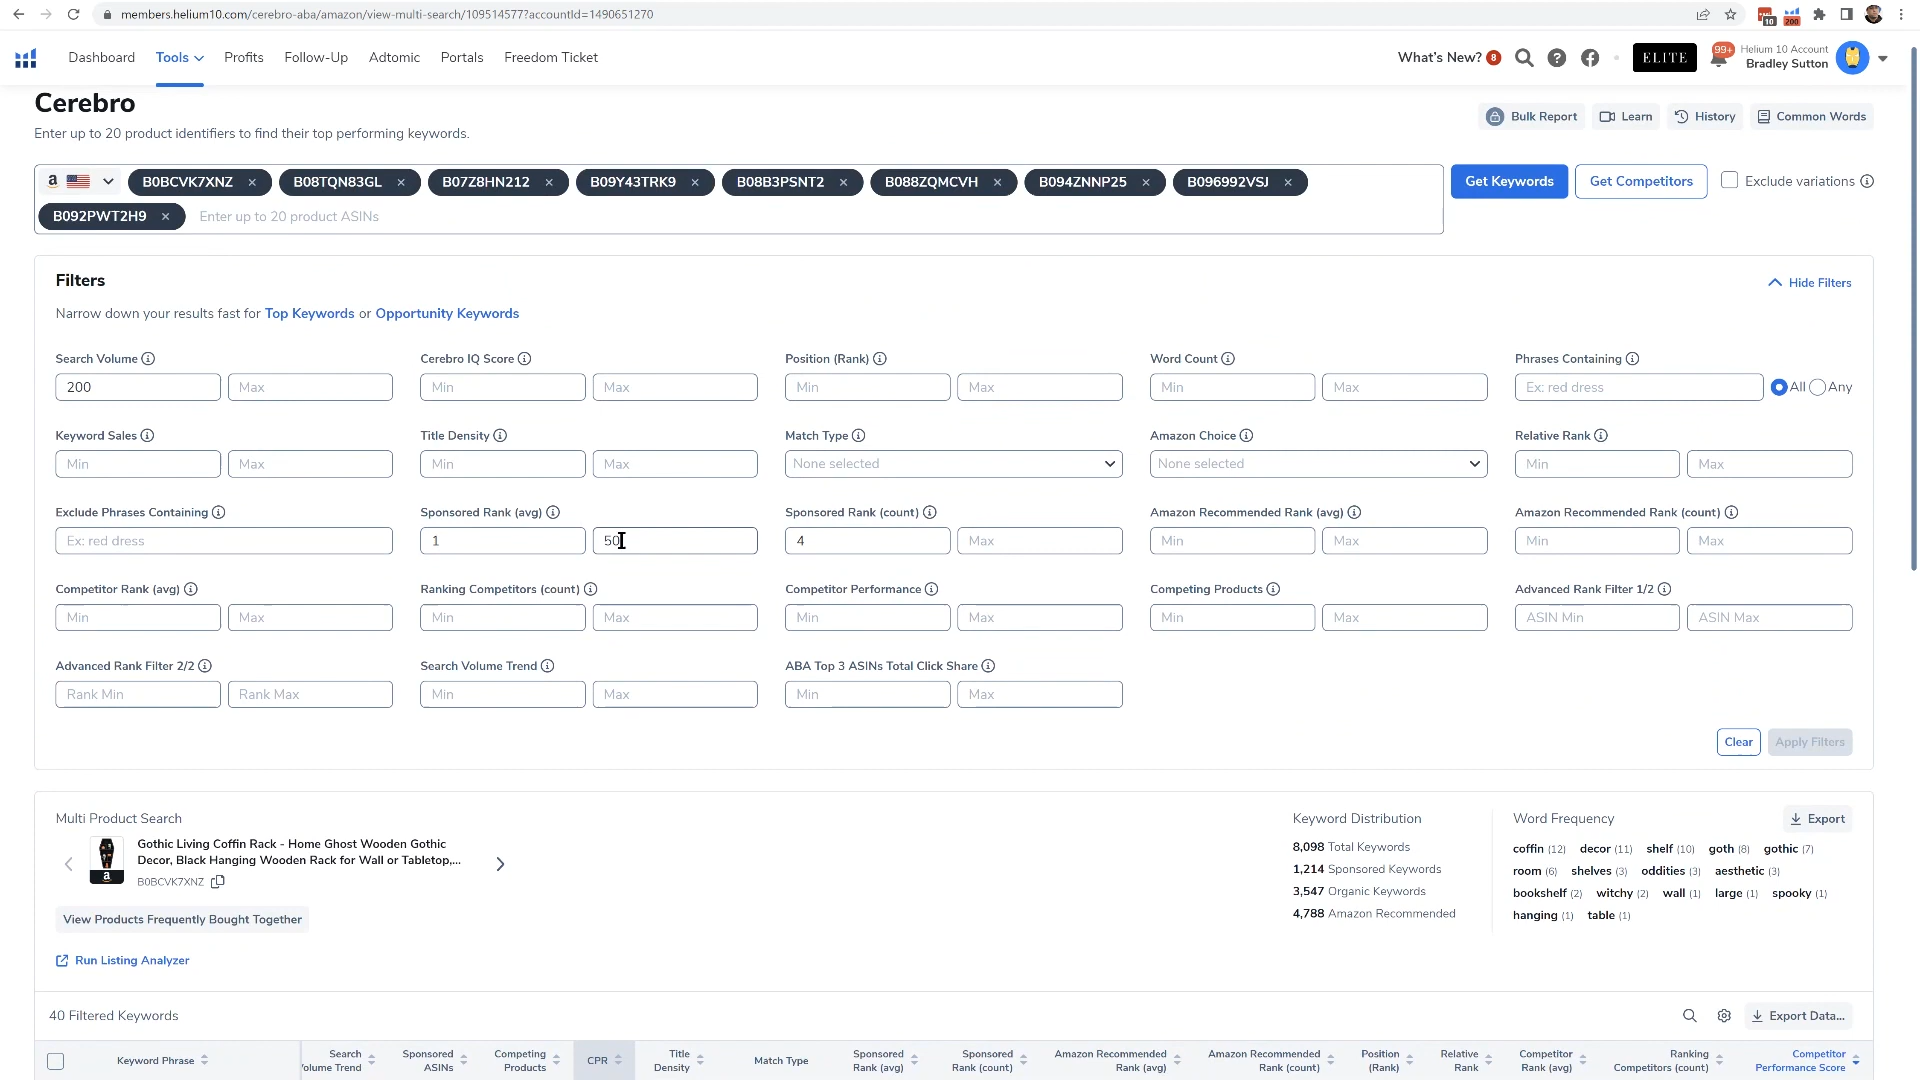 members.helium10.com/cerebro-aba/amazon/view-multi-search/109514577?accountId=1490651270
10
200
Dashboard Tools Profits Follow-Up Adtomic Portals Freedom Ticket
What's New? 8
ELITE
99+
Helium 10 Account
Bradley Sutton
Cerebro
Enter up to 20 product identifiers to find their top performing keywords.
Bulk Report Learn History Common Words
a B0BCVK7XNZ × B08TQN83GL × B07Z8HN212 × B09Y43TRK9 × B08B3PSNT2 × B088ZQMCVH × B094ZNNP25 × B096992VSJ ×
B092PWT2H9 × Enter up to 20 product ASINs
Get Keywords Get Competitors Exclude variations
Filters
Hide Filters
Narrow down your results fast for Top Keywords or Opportunity Keywords
Search Volume Cerebro IQ Score Position (Rank) Word Count Phrases Containing
200 Max Min Max Min Max Min Max Ex: red dress All Any
Keyword Sales Title Density Match Type Amazon Choice Relative Rank
Min Max Min Max None selected None selected Min Max
Exclude Phrases Containing Sponsored Rank (avg) Sponsored Rank (count) Amazon Recommended Rank (avg) Amazon Recommended Rank (count)
Ex: red dress 1 50 4 Max Min Max Min Max
Competitor Rank (avg) Ranking Competitors (count) Competitor Performance Competing Products Advanced Rank Filter 1/2
Min Max Min Max Min Max Min Max ASIN Min ASIN Max
Advanced Rank Filter 2/2 Search Volume Trend ABA Top 3 ASINs Total Click Share
Rank Min Rank Max Min Max Min Max
Clear Apply Filters
Multi Product Search
Gothic Living Coffin Rack - Home Ghost Wooden Gothic
Decor, Black Hanging Wooden Rack for Wall or Tabletop,...
a
B0BCVK7XNZ
View Products Frequently Bought Together
Run Listing Analyzer
Keyword Distribution
8,098 Total Keywords
1,214 Sponsored Keywords
3,547 Organic Keywords
4,788 Amazon Recommended
Word Frequency
Export
coffin (12) decor (11) shelf (10) goth (8) gothic (7)
room (6) shelves (3) oddities (3) aesthetic (3)
bookshelf (2) witchy (2) wall (1) large (1) spooky (1)
hanging (1) table (1)
40 Filtered Keywords
Export Data...
Keyword Phrase
Search
Volume Trend
Sponsored
ASINs
Competing
Products
CPR
Title
Density
Match Type
Sponsored
Rank (avg)
Sponsored
Rank (count)
Amazon Recommended
Rank (avg)
Amazon Recommended
Rank (count)
Position
(Rank)
Relative
Rank
Competitor
Rank (avg)
Ranking
Competitors (count)
Competitor
Performance Score